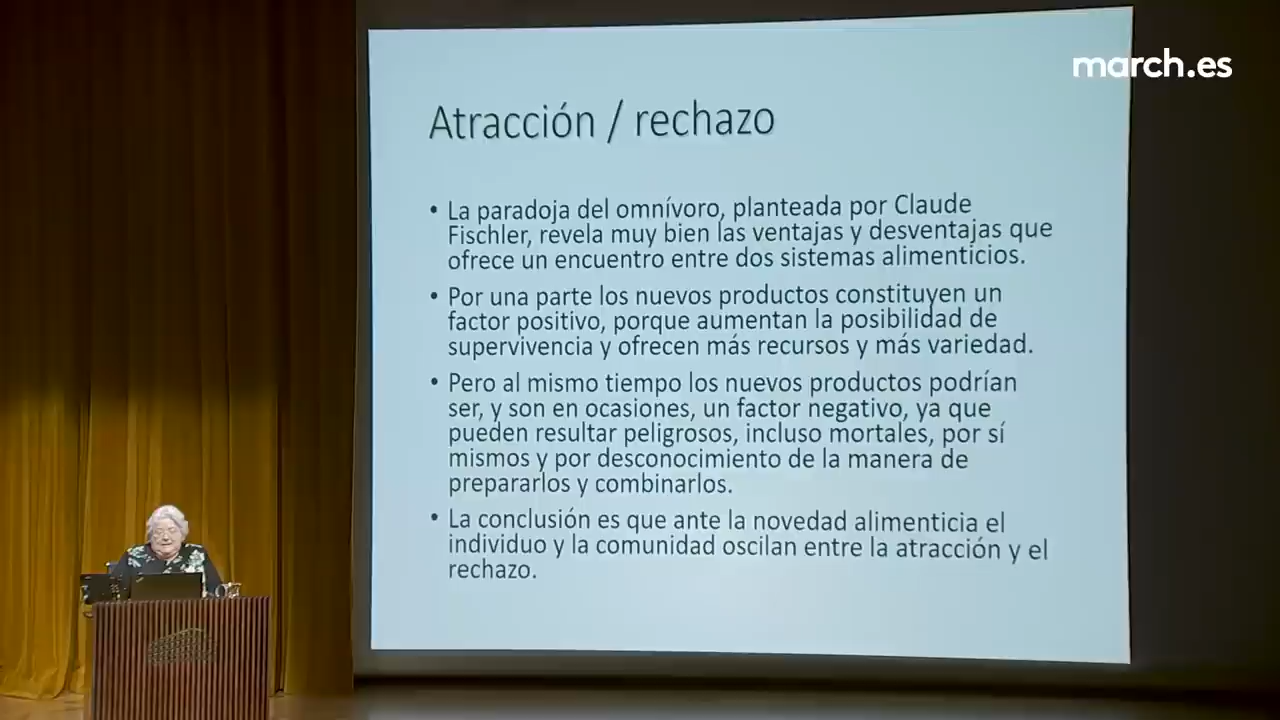 march.es
Atracción / rechazo
• La paradoja del omnívoro, planteada por Claude
Fischler, revela muy bien las ventajas y desventajas que
ofrece un encuentro entre dos sistemas alimenticios.
• Por una parte los nuevos productos constituyen un
factor positivo, porque aumentan la posibilidad de
supervivencia y ofrecen más recursos y más variedad.
• Pero al mismo tiempo los nuevos productos podrían
ser, y son en ocasiones, un factor negativo, ya que
pueden resultar peligrosos, incluso mortales, por sí
mismos y por desconocimiento de la manera de
prepararlos y combinarlos.
• La conclusión es que ante la novedad alimenticia el
individuo y la comunidad oscilan entre la atracción y el
rechazo.